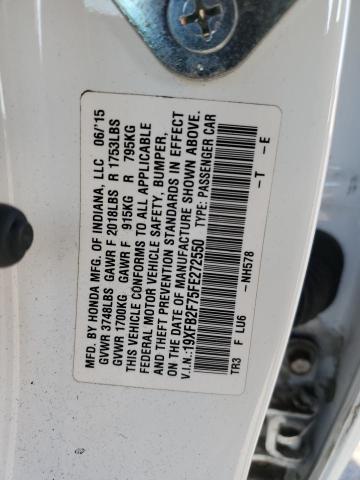 MFD. BY HONDA MFG. OF INDIANA, LLC 06/'15
GVWR 3748LBS GAWR F 2018LBS R 1753LBS
GVWR 1700KG GAWR F 915KG R 795KG
THIS VEHICLE CONFORMS TO ALL APPLICABLE
FEDERAL MOTOR VEHICLE SAFETY, BUMPER,
AND THEFT PREVENTION STANDARDS IN EFFECT
ON THE DATE OF MANUFACTURE SHOWN ABOVE.
V.I.N.:19XFB2F75FE272550 TYPE: PASSENGER CAR
TR3 F LU6 -NH578 -T -E